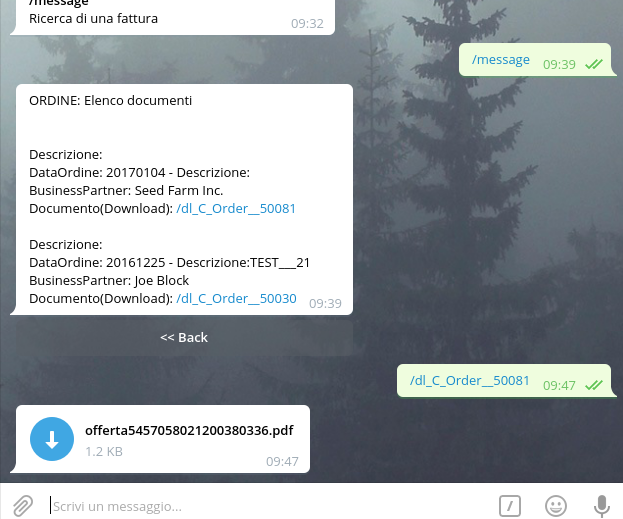 /message
Ricerca di una fattura
09:32
/message 09:39
ORDINE: Elenco documenti
Descrizione:
DataOrdine: 20170104 - Descrizione:
BusinessPartner: Seed Farm Inc.
Documento(Download): /dl_C_Order__50081
Descrizione:
DataOrdine: 20161225 - Descrizione:TEST___21
BusinessPartner: Joe Block
Documento(Download): /dl_C_Order__50030
09:39
<< Back
/dl_C_Order__50081 09:47
offerta5457058021200380336.pdf
1.2 KB
09:47
Scrivi un messaggio...
/